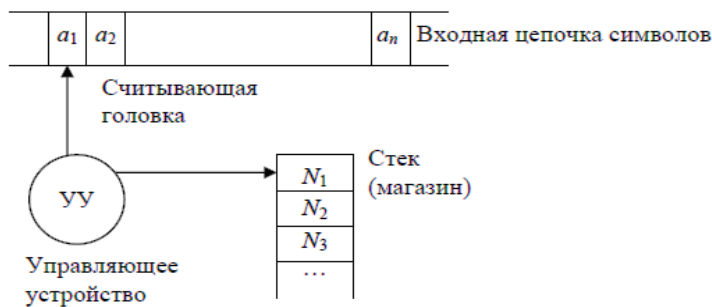 a₁ a₂ aₙ Входная цепочка символов
Считывающая
головка
Стек
(магазин)
N₁
УУ
N₂
N₃
...
Управляющее
устройство